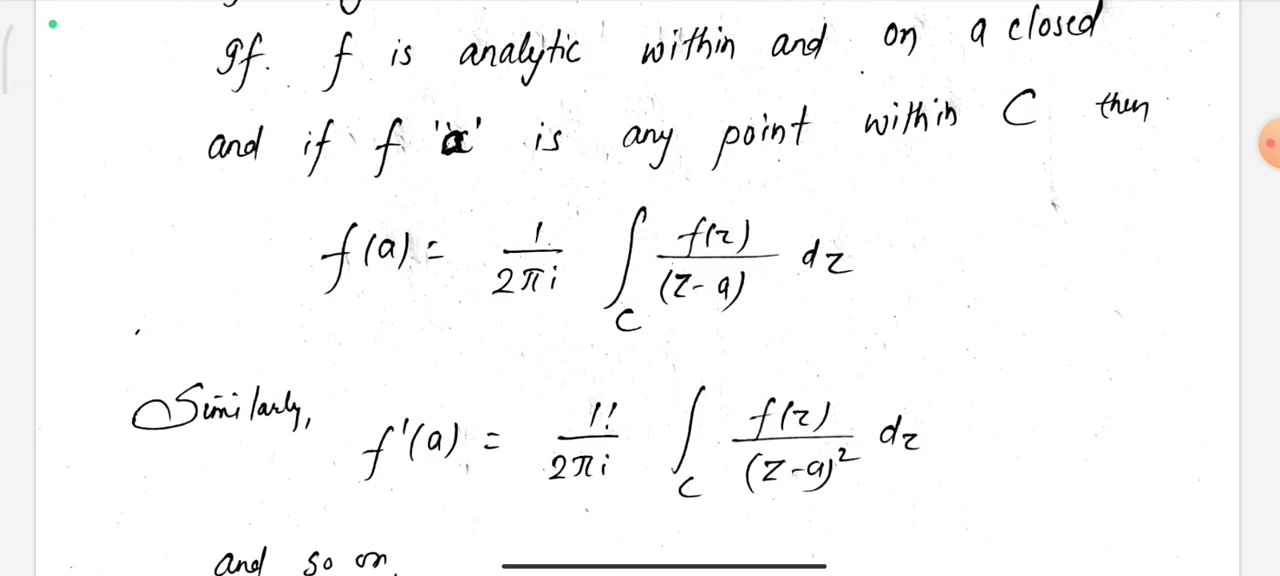 If f is analytic within and on a closed
and if f 'a' is any point within C then
f(a) = 1/2πi ∫_C f(z)/(z-a) dz
Similarly, f'(a) = 1!/2πi ∫_C f(z)/(z-a)² dz
and so on.